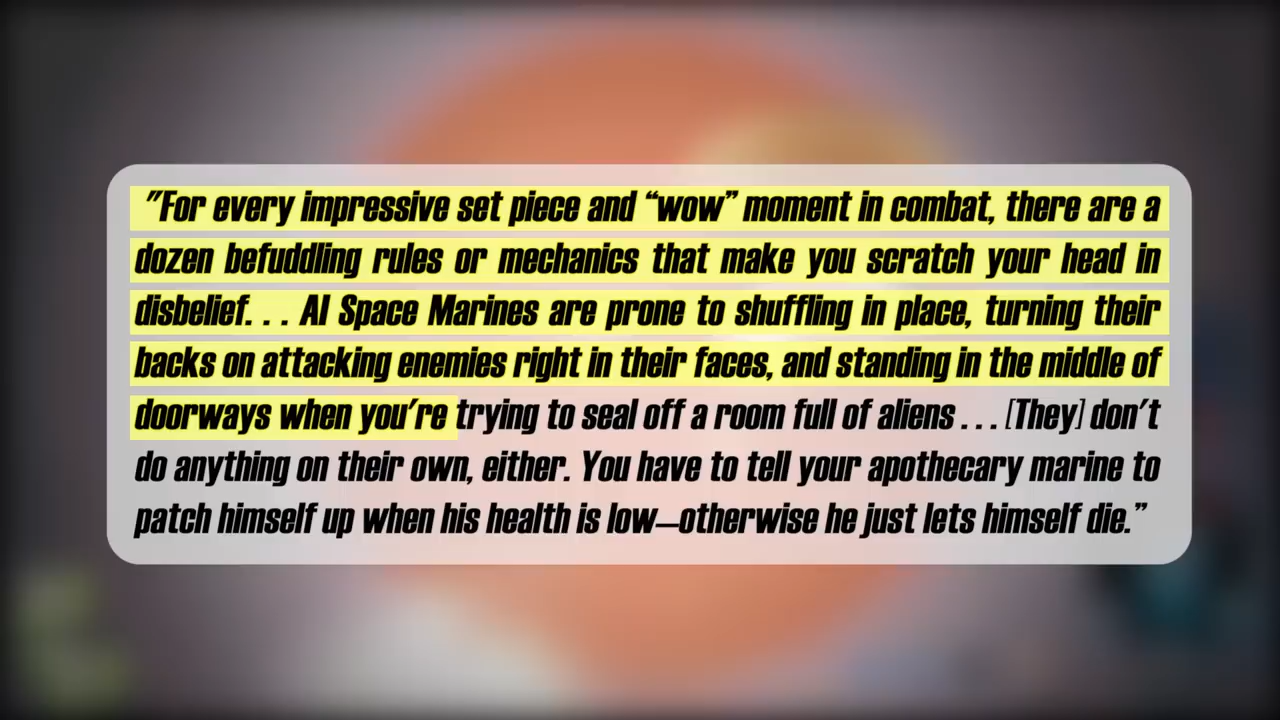 "For every impressive set piece and “wow” moment in combat, there are a
dozen befuddling rules or mechanics that make you scratch your head in
disbelief. . . AI Space Marines are prone to shuffling in place, turning their
backs on attacking enemies right in their faces, and standing in the middle of
doorways when you’re trying to seal off a room full of aliens . . . [They] don’t
do anything on their own, either. You have to tell your apothecary marine to
patch himself up when his health is low—otherwise he just lets himself die.”